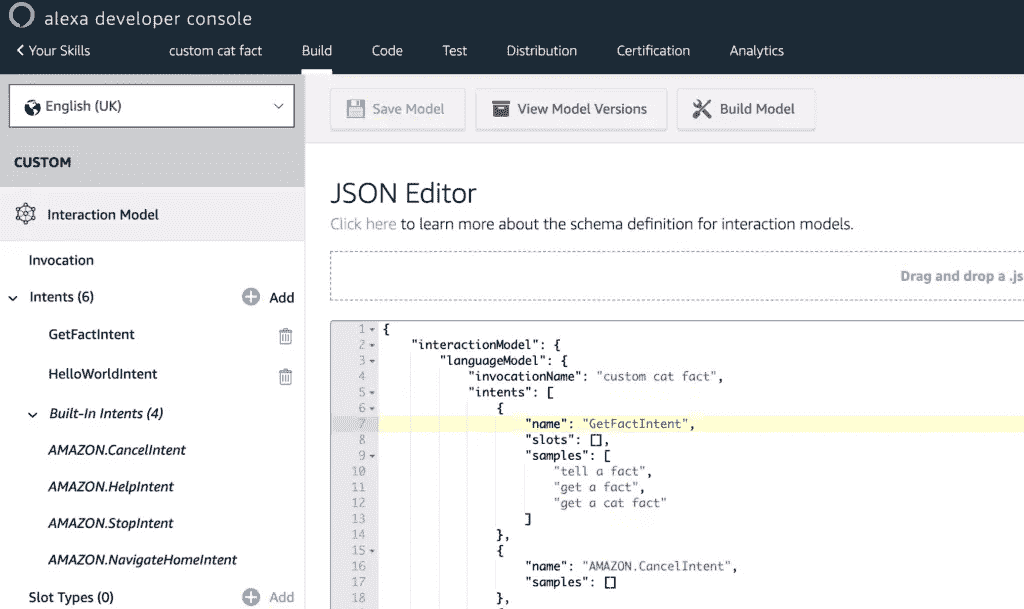 alexa developer console
Your Skills custom cat fact Build Code Test Distribution Certification Analytics
English (UK)
Save Model View Model Versions Build Model
CUSTOM
Interaction Model
JSON Editor
Click here to learn more about the schema definition for interaction models.
Invocation
Drag and drop a .js
Intents (6) Add
GetFactIntent
HelloWorldIntent
Built-In Intents (4)
AMAZON.CancelIntent
AMAZON.HelpIntent
AMAZON.StopIntent
AMAZON.NavigateHomeIntent
Slot Types (0) Add
1 {
2 "interactionModel": {
3 "languageModel": {
4 "invocationName": "custom cat fact",
5 "intents": [
6 {
7 "name": "GetFactIntent",
8 "slots": [],
9 "samples": [
10 "tell a fact",
11 "get a fact",
12 "get a cat fact"
13 ]
14 },
15 {
16 "name": "AMAZON.CancelIntent",
17 "samples": []
18 },